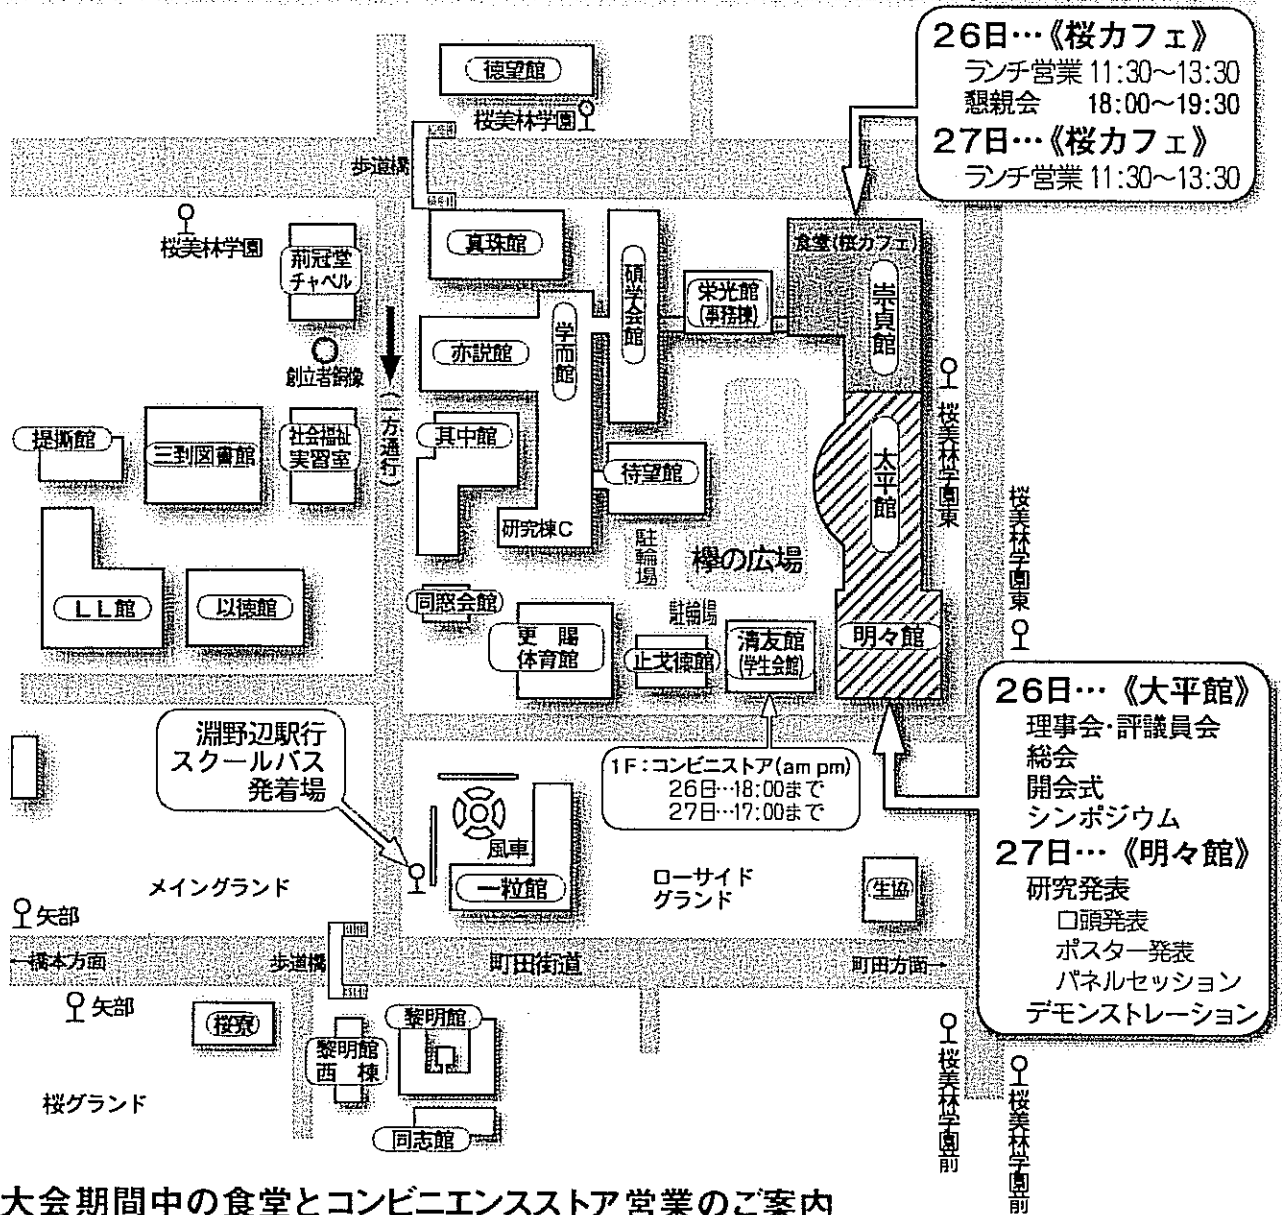 26日…《桜カフェ》
ランチ営業 11:30〜13:30
懇親会 18:00〜19:30
27日…《桜カフェ》
ランチ営業 11:30〜13:30
徳望館
桜美林学園
歩道橋
桜美林学園
荊冠堂
チャペル
創立者銅像
(一方通行)
真珠館
亦説館
学而館
碩学会館
栄光館
(事務棟)
食堂(桜カフェ)
崇貞館
其中館
待望館
研究棟C
駐輪場
欅の広場
太平館
桜美林学園東
桜美林学園東
提撕館
三到図書館
社会福祉
実習室
LL館
以徳館
同窓会館
更賜
体育館
駐輪場
止戈徳館
清友館
(学生会館)
明々館
淵野辺駅行
スクールバス
発着場
1F:コンビニストア(am pm)
26日…18:00まで
27日…17:00まで
26日…《太平館》
理事会・評議員会
総会
開会式
シンポジウム
27日…《明々館》
研究発表
口頭発表
ポスター発表
パネルセッション
デモンストレーション
風車
一粒館
メイングランド
ローサイド
グランド
生協
矢部
←橋本方面
歩道橋
町田街道
町田方面→
矢部
桜寮
黎明館
黎明館
西棟
桜グランド
同志館
桜美林学園前
桜美林学園前
大会期間中の食堂とコンビニエンスストア営業のご案内